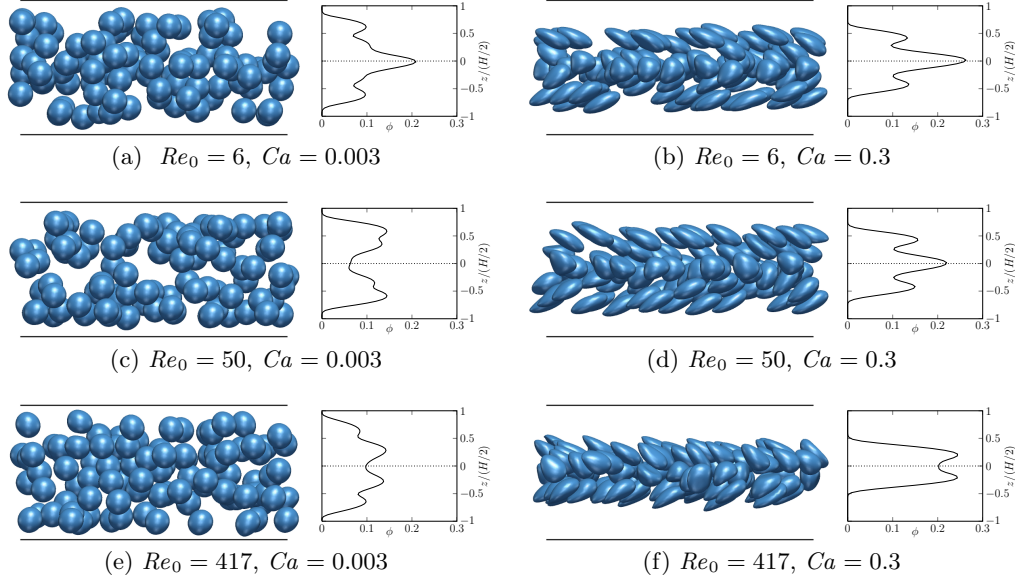 1
0.5
0
−0.5
−1
z/(H/2)
0 0.1 0.2 0.3
ϕ
1
0.5
0
−0.5
−1
z/(H/2)
0 0.1 0.2 0.3
ϕ
(a) Re₀ = 6, Ca = 0.003
(b) Re₀ = 6, Ca = 0.3
1
0.5
0
−0.5
−1
z/(H/2)
0 0.1 0.2 0.3
ϕ
1
0.5
0
−0.5
−1
z/(H/2)
0 0.1 0.2 0.3
ϕ
(c) Re₀ = 50, Ca = 0.003
(d) Re₀ = 50, Ca = 0.3
1
0.5
0
−0.5
−1
z/(H/2)
0 0.1 0.2 0.3
ϕ
1
0.5
0
−0.5
−1
z/(H/2)
0 0.1 0.2 0.3
ϕ
(e) Re₀ = 417, Ca = 0.003
(f) Re₀ = 417, Ca = 0.3